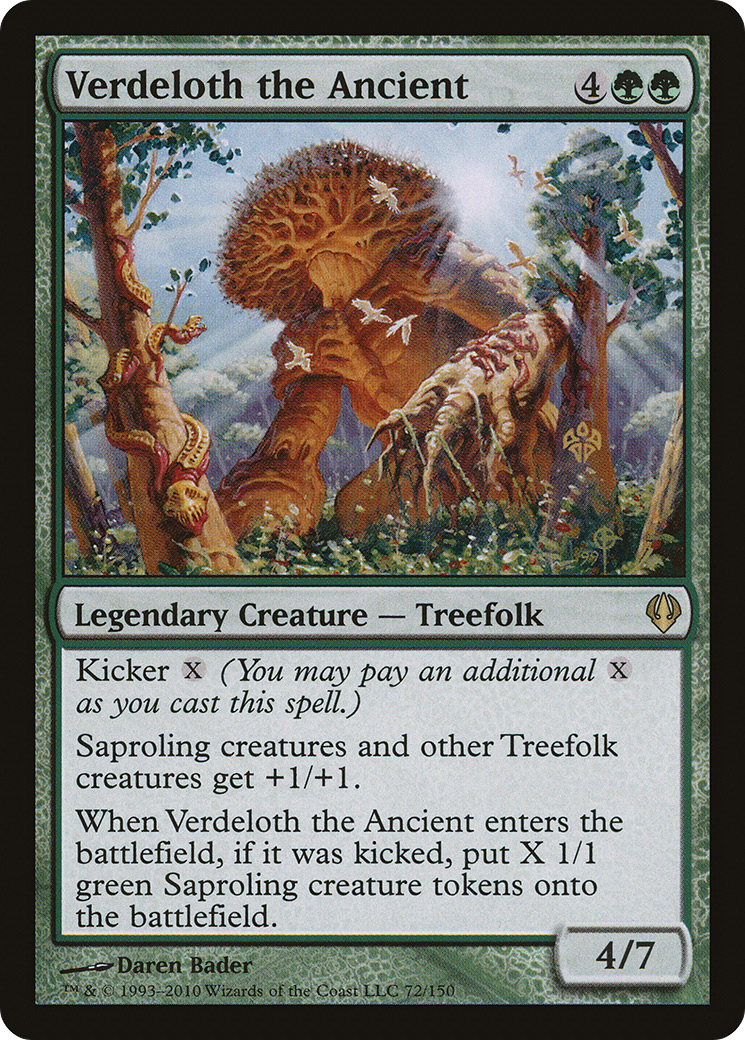 Verdeloth the Ancient 4
Legendary Creature — Treefolk
Kicker X (You may pay an additional X
as you cast this spell.)
Saproling creatures and other Treefolk
creatures get +1/+1.
When Verdeloth the Ancient enters the
battlefield, if it was kicked, put X 1/1
green Saproling creature tokens onto
the battlefield.
4/7
Daren Bader
™ & © 1993–2010 Wizards of the Coast LLC 72/150